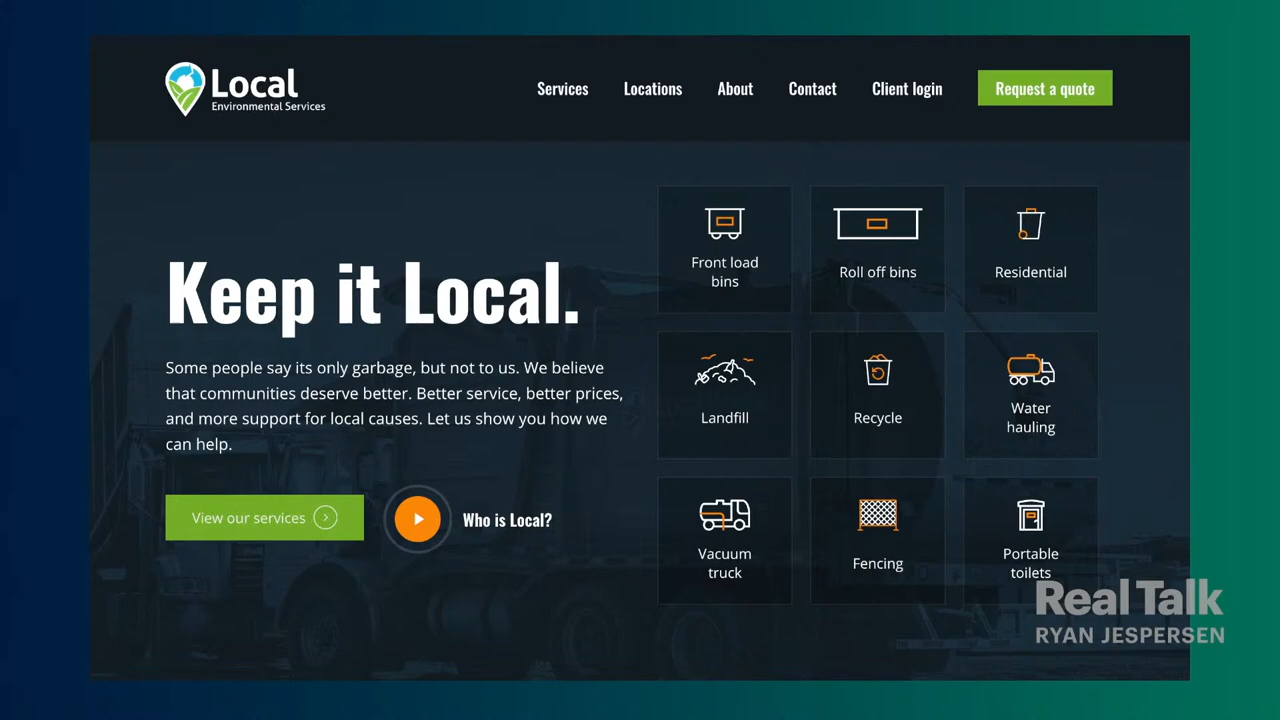 Local
Environmental Services
Services
Locations
About
Contact
Client login
Request a quote
Keep it Local.
Some people say its only garbage, but not to us. We believe
that communities deserve better. Better service, better prices,
and more support for local causes. Let us show you how we
can help.
View our services
Who is Local?
Front load
bins
Roll off bins
Residential
Landfill
Recycle
Water
hauling
Vacuum
truck
Fencing
Portable
toilets
Real Talk
RYAN JESPERSEN